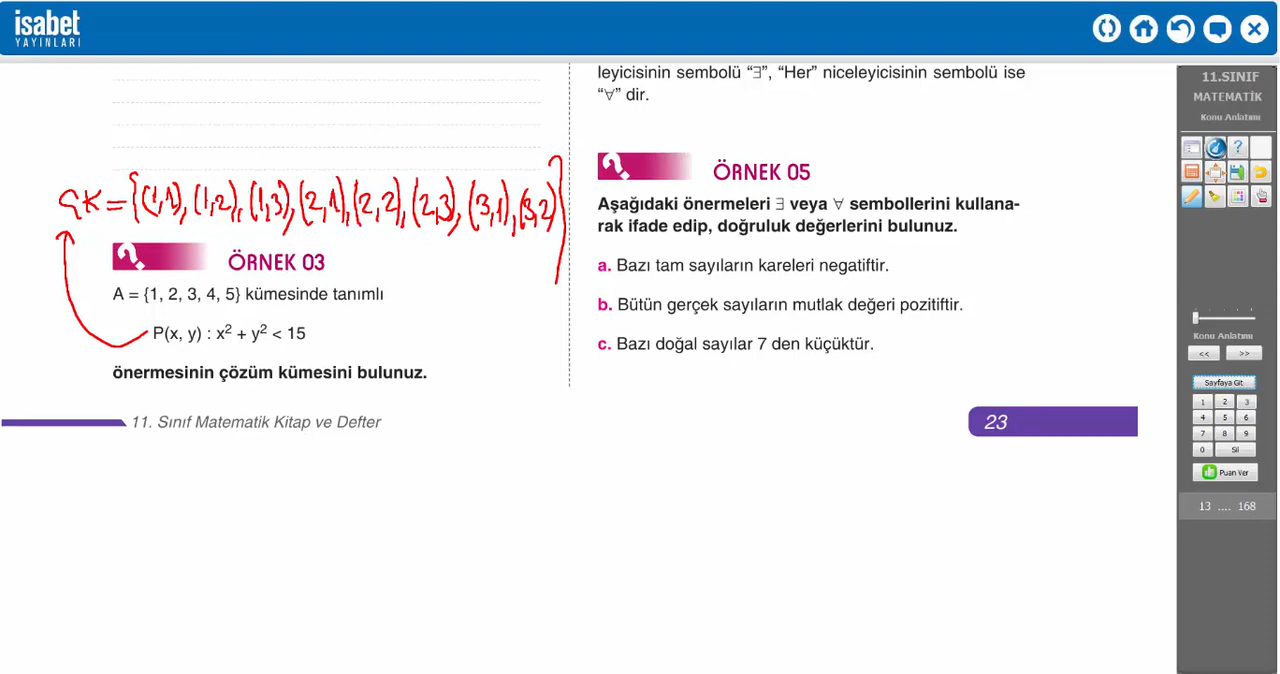 isabet
YAYINLARI
ÇK = {(1,1), (1,2), (1,3), (2,1), (2,2), (2,3), (3,1), (3,2)}
?.
ÖRNEK 03
A = {1, 2, 3, 4, 5} kümesinde tanımlı
P(x, y) : x² + y² < 15
önermesinin çözüm kümesini bulunuz.
11. Sınıf Matematik Kitap ve Defter
leyicisinin sembolü “∃”, “Her” niceleyicisinin sembolü ise
“∀” dir.
?.
ÖRNEK 05
Aşağıdaki önermeleri ∃ veya ∀ sembollerini kullana-
rak ifade edip, doğruluk değerlerini bulunuz.
a. Bazı tam sayıların kareleri negatiftir.
b. Bütün gerçek sayıların mutlak değeri pozitiftir.
c. Bazı doğal sayılar 7 den küçüktür.
23
11.SINIF
MATEMATİK
Konu Anlatımı
?
Konu Anlatımı
<< >>
Sayfaya Git
1 2 3
4 5 6
7 8 9
0 Sil
Puan Ver
13 .... 168